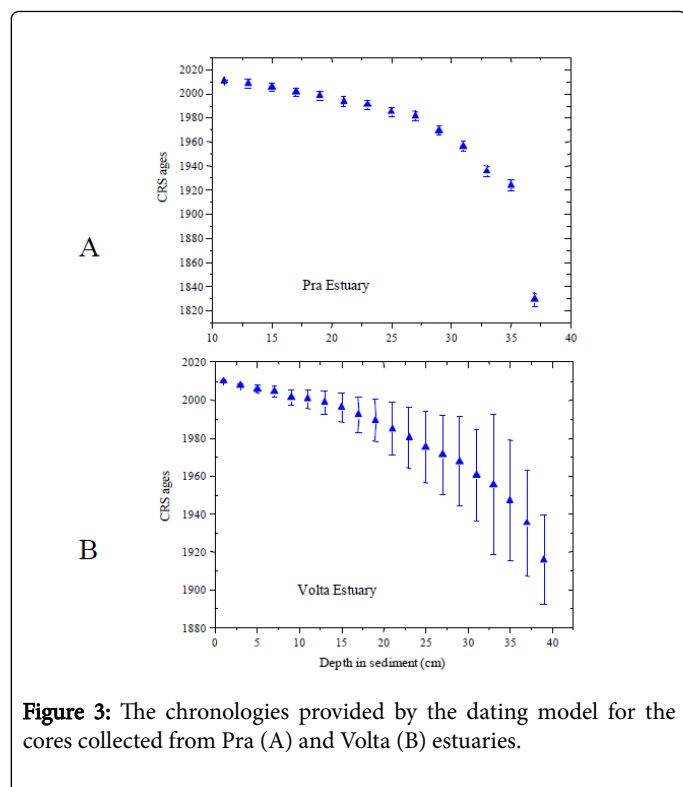 2020
2000
1980
1960
1940
1920
1900
1880
1860
1840
1820
CRS ages
A
Pra Estuary
10 15 20 25 30 35 40
2020
2000
1980
1960
1940
1920
1900
1880
CRS ages
B
Volta Estuary
0 5 10 15 20 25 30 35 40
Depth in sediment (cm)
Figure 3: The chronologies provided by the dating model for the
cores collected from Pra (A) and Volta (B) estuaries.